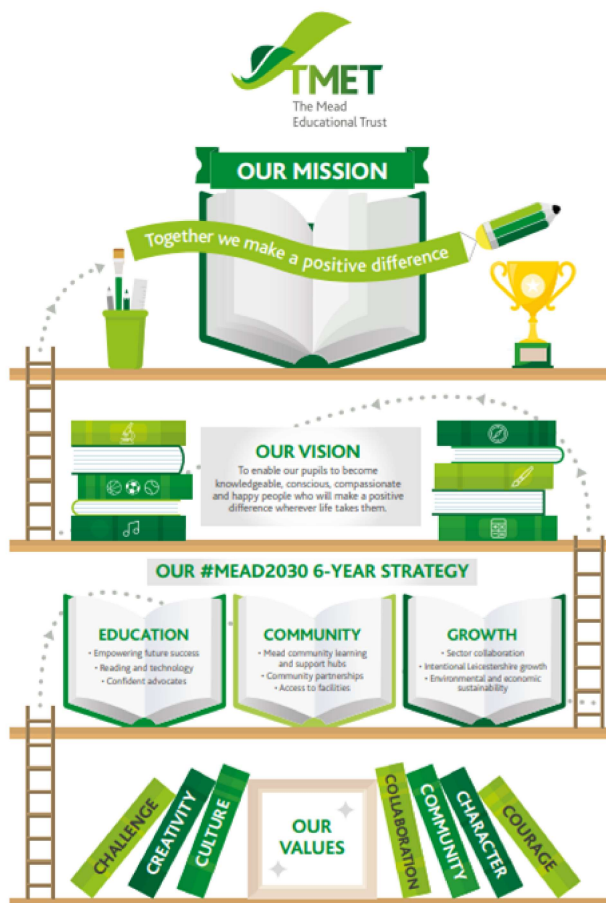 TMET
The Mead
Educational Trust
OUR MISSION
Together we make a positive difference
OUR VISION
To enable our pupils to become
knowledgeable, conscious, compassionate
and happy people who will make a positive
difference wherever life takes them.
OUR #MEAD2030 6-YEAR STRATEGY
EDUCATION
• Empowering future success
• Reading and technology
• Confident advocates
COMMUNITY
• Mead community learning
and support hubs
• Community partnerships
• Access to facilities
GROWTH
• Sector collaboration
• Intentional Leicestershire growth
• Environmental and economic
sustainability
CHALLENGE
CREATIVITY
CULTURE
OUR
VALUES
COLLABORATION
COMMUNITY
CHARACTER
COURAGE